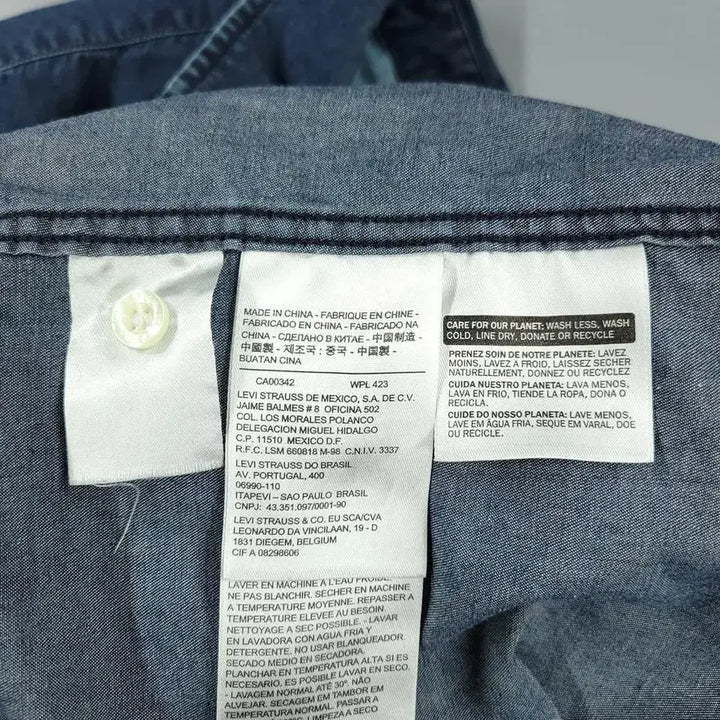 MADE IN CHINA - FABRIQUE EN CHINE -
FABRICADO EN CHINA - FABRICADO NA
CHINA - СДЕЛАНО В КИТАЕ - 中国制造 -
中國製 - 제조국 : 중국 - 中国製 -
BUATAN CINA
CA00342 WPL 423
LEVI STRAUSS DE MEXICO, S.A. DE C.V.
JAIME BALMES # 8 OFICINA 502
COL. LOS MORALES POLANCO
DELEGACION MIGUEL HIDALGO
C.P. 11510 MEXICO D.F.
R.F.C. LSM 660818 M-98 C.N.I.V. 3337
LEVI STRAUSS DO BRASIL
AV. PORTUGAL, 400
06990-110
ITAPEVI – SAO PAULO BRASIL
CNPJ: 43.351.097/0001-90
LEVI STRAUSS & CO. EU SCA/CVA
LEONARDO DA VINCILAAN, 19 - D
1831 DIEGEM, BELGIUM
CIF A 08298606
LAVER EN MACHINE A L'EAU FROIDE.
NE PAS BLANCHIR. SECHER EN MACHINE
A TEMPERATURE MOYENNE. REPASSER A
TEMPERATURE ELEVEE AU BESOIN.
NETTOYAGE A SEC POSSIBLE. - LAVAR
EN LAVADORA CON AGUA FRIA Y
DETERGENTE. NO USAR BLANQUEADOR.
SECADO MEDIO EN SECADORA.
PLANCHAR EN TEMPERATURA ALTA SI ES
NECESARIO. ES POSIBLE LAVAR EN SECO.
- LAVAGEM NORMAL ATÉ 30º. NÃO
ALVEJAR. SECAGEM EM TAMBOR EM
TEMPERATURA NORMAL. PASSAR A
LIMPEZA A SECO
CARE FOR OUR PLANET: WASH LESS, WASH
COLD, LINE DRY, DONATE OR RECYCLE
PRENEZ SOIN DE NOTRE PLANETE: LAVEZ
MOINS, LAVEZ A FROID, LAISSEZ SECHER
NATURELLEMENT, DONNEZ OU RECYCLEZ
CUIDA NUESTRO PLANETA: LAVA MENOS,
LAVA EN FRIO, TIENDE LA ROPA, DONA O
RECICLA.
CUIDE DO NOSSO PLANETA: LAVE MENOS,
LAVE EM ÁGUA FRIA, SEQUE EM VARAL, DOE
OU RECICLE.